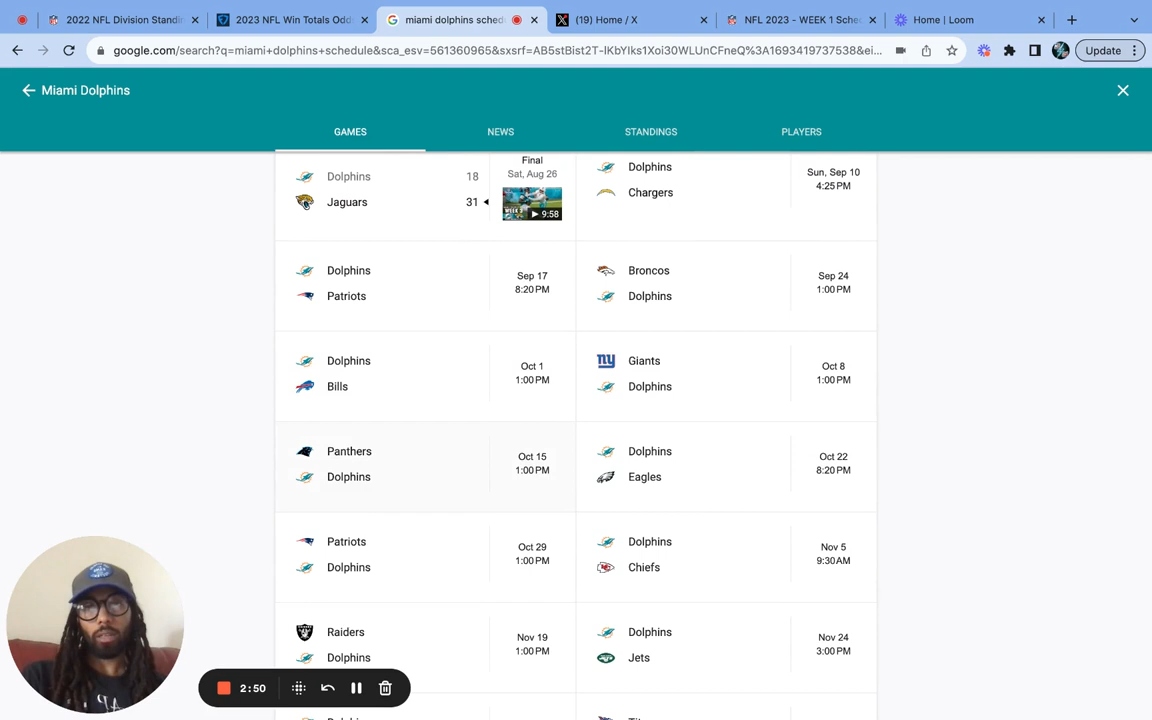 2022 NFL Division Standin
2023 NFL Win Totals Odd
miami dolphins sched
(19) Home / X
NFL 2023 - WEEK 1 Sche
Home | Loom
google.com/search?q=miami+dolphins+schedule&sca_esv=561360965&sxsrf=AB5stBist2T-IKbYIks1Xoi30WLUnCFneQ%3A1693419737538&ei...
Update
Miami Dolphins
GAMES
NEWS
STANDINGS
PLAYERS
Dolphins 18
Jaguars 31
Final
Sat, Aug 26
9:58
Dolphins
Chargers
Sun, Sep 10
4:25 PM
Dolphins
Patriots
Sep 17
8:20 PM
Broncos
Dolphins
Sep 24
1:00 PM
Dolphins
Bills
Oct 1
1:00 PM
Giants
Dolphins
Oct 8
1:00 PM
Panthers
Dolphins
Oct 15
1:00 PM
Dolphins
Eagles
Oct 22
8:20 PM
Patriots
Dolphins
Oct 29
1:00 PM
Dolphins
Chiefs
Nov 5
9:30 AM
Raiders
Dolphins
Nov 19
1:00 PM
Dolphins
Jets
Nov 24
3:00 PM
2:50